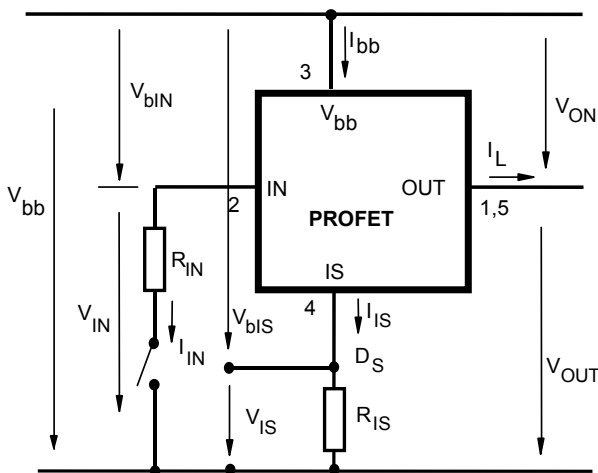 I_bb
3
V_bIN
V_bb
V_ON
I_L
IN
OUT
V_bb
2
PROFET
1,5
R_IN
IS
4
I_IS
V_bIS
V_IN
I_IN
D_S
V_OUT
V_IS
R_IS